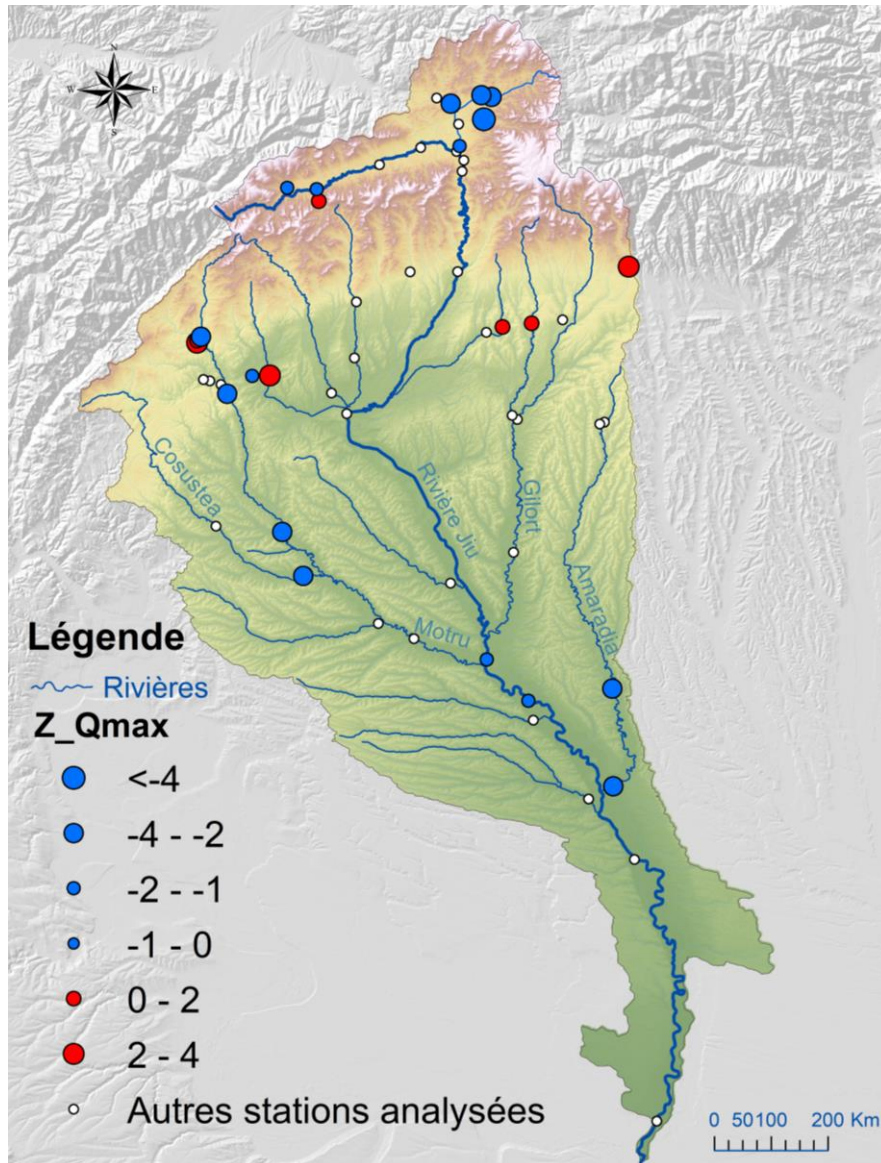 N
W E
S
Cosustea
Rivière Jiu
Gilort
Amaradia
Motru
Légende
Rivières
Z_Qmax
<-4
-4 - -2
-2 - -1
-1 - 0
0 - 2
2 - 4
Autres stations analysées
0 50100 200 Km